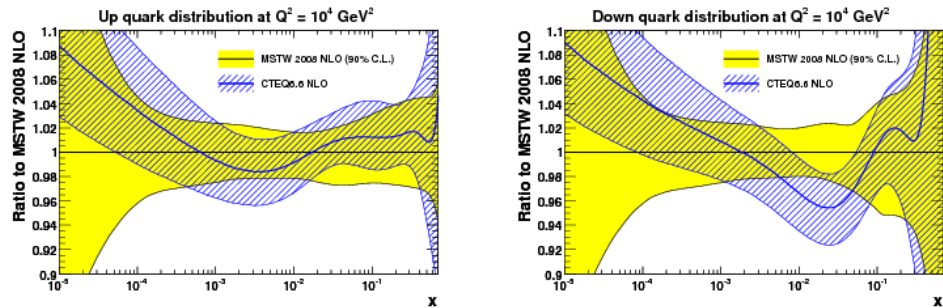 Up quark distribution at Q² = 10⁴ GeV²
Ratio to MSTW 2008 NLO
1.1
1.08
1.06
1.04
1.02
1
0.98
0.96
0.94
0.92
0.9
MSTW 2008 NLO (90% C.L.)
CTEQ6.6 NLO
10⁻⁵ 10⁻⁴ 10⁻³ 10⁻² 10⁻¹
x
Down quark distribution at Q² = 10⁴ GeV²
Ratio to MSTW 2008 NLO
1.1
1.08
1.06
1.04
1.02
1
0.98
0.96
0.94
0.92
0.9
MSTW 2008 NLO (90% C.L.)
CTEQ6.6 NLO
10⁻⁵ 10⁻⁴ 10⁻³ 10⁻² 10⁻¹
x